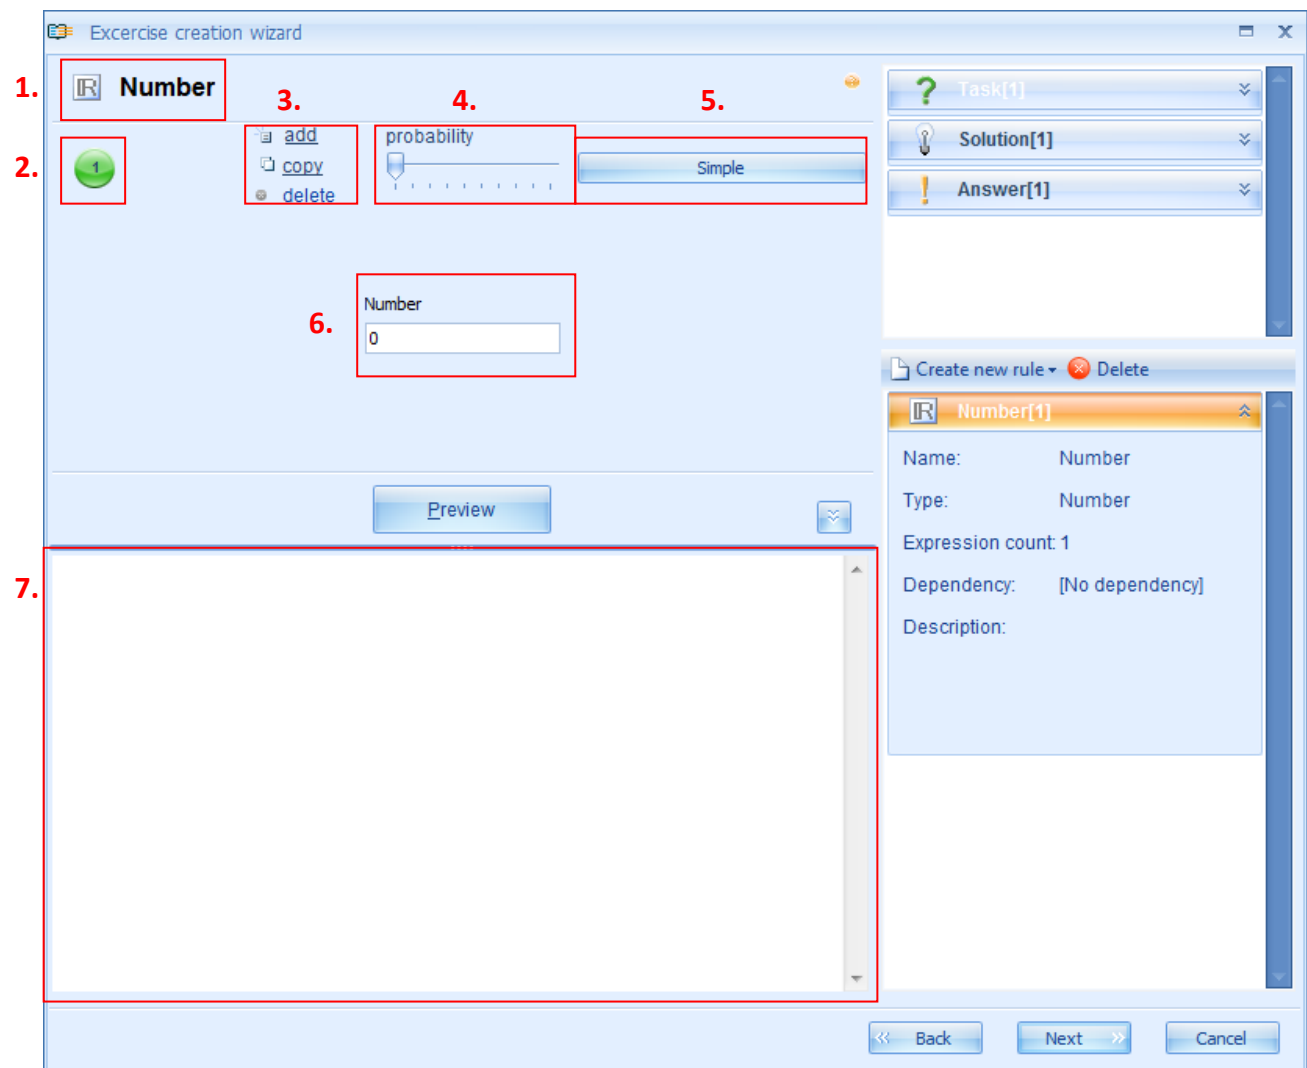 Excercise creation wizard
1.
Number
2.
1
3.
add
copy
delete
4.
probability
5.
Simple
6.
Number
0
Preview
7.
Task[1]
Solution[1]
Answer[1]
Create new rule
Delete
Number[1]
Name: Number
Type: Number
Expression count: 1
Dependency: [No dependency]
Description:
Back
Next
Cancel